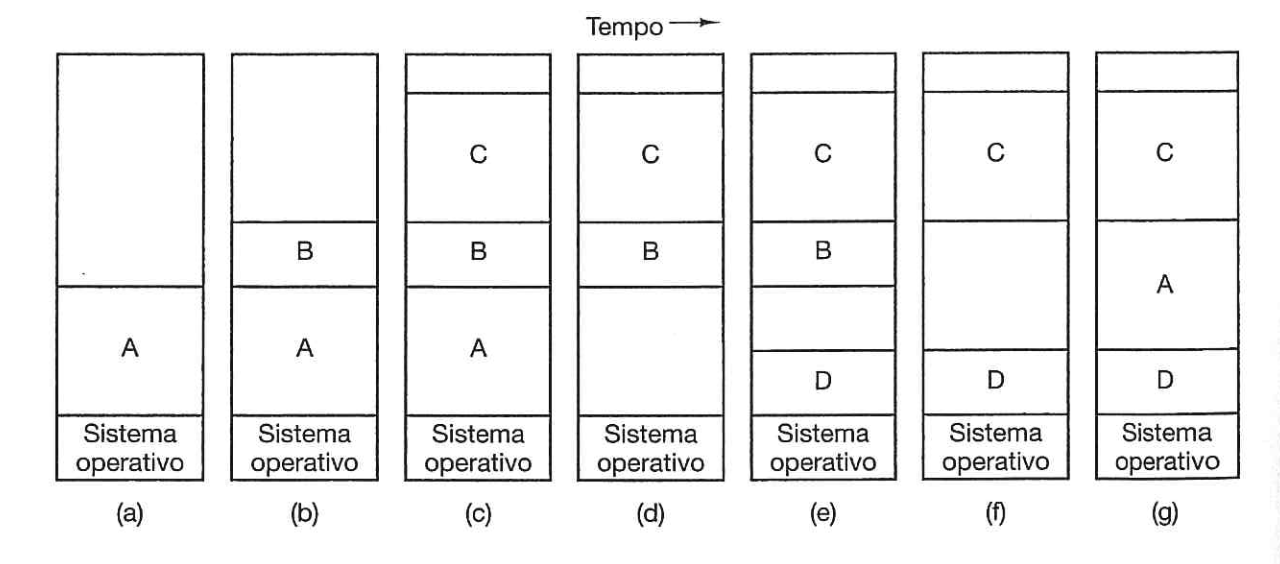 Tempo
C C C C C
B B B B A
A A A D D D
Sistema operativo Sistema operativo Sistema operativo Sistema operativo Sistema operativo Sistema operativo Sistema operativo
(a) (b) (c) (d) (e) (f) (g)